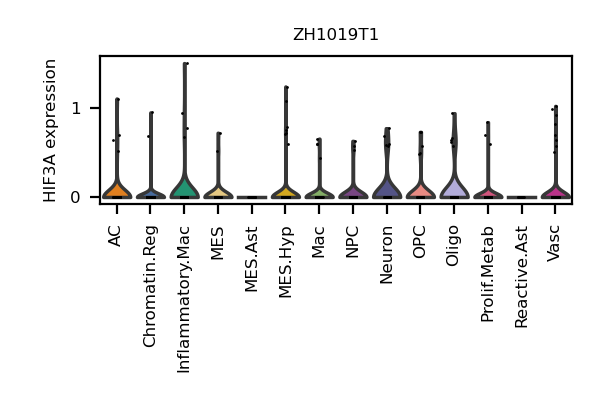 ZH1019T1
HIF3A expression
1
0
AC
Chromatin.Reg
Inflammatory.Mac
MES
MES.Ast
MES.Hyp
Mac
NPC
Neuron
OPC
Oligo
Prolif.Metab
Reactive.Ast
Vasc